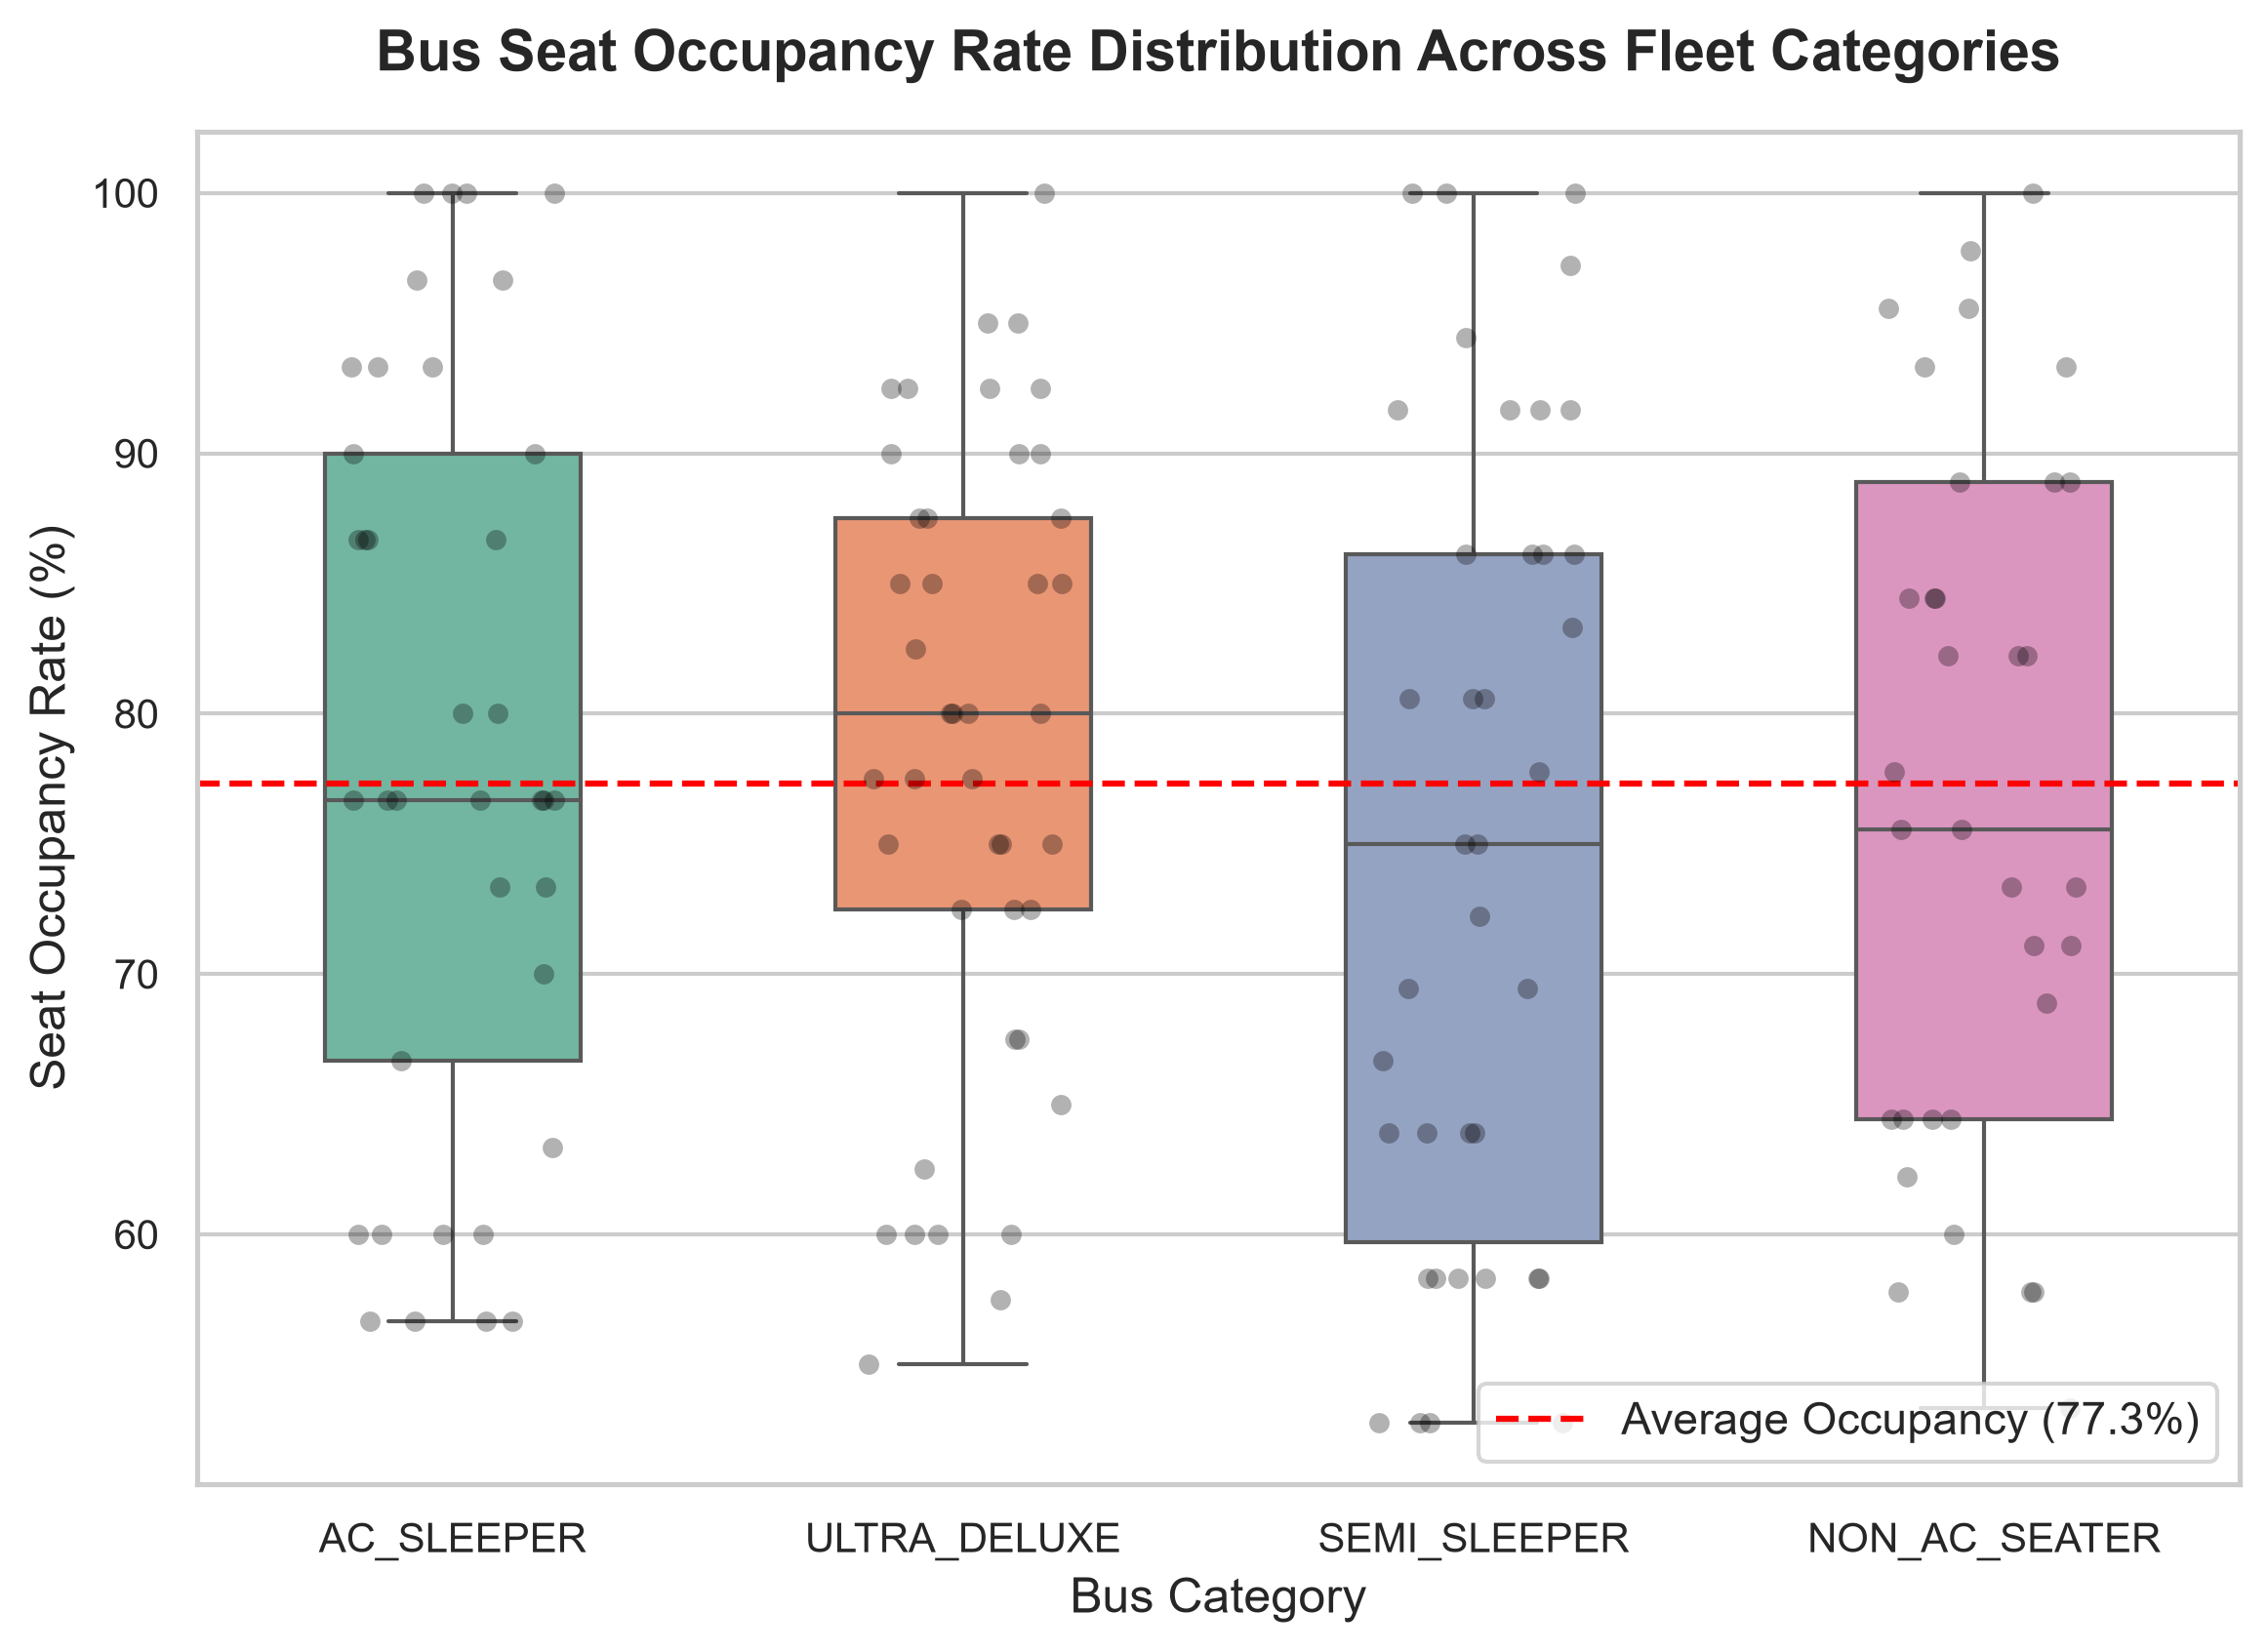 Bus Seat Occupancy Rate Distribution Across Fleet Categories
Seat Occupancy Rate (%)
100
90
80
70
60
Average Occupancy (77.3%)
AC_SLEEPER
ULTRA_DELUXE
SEMI_SLEEPER
NON_AC_SEATER
Bus Category